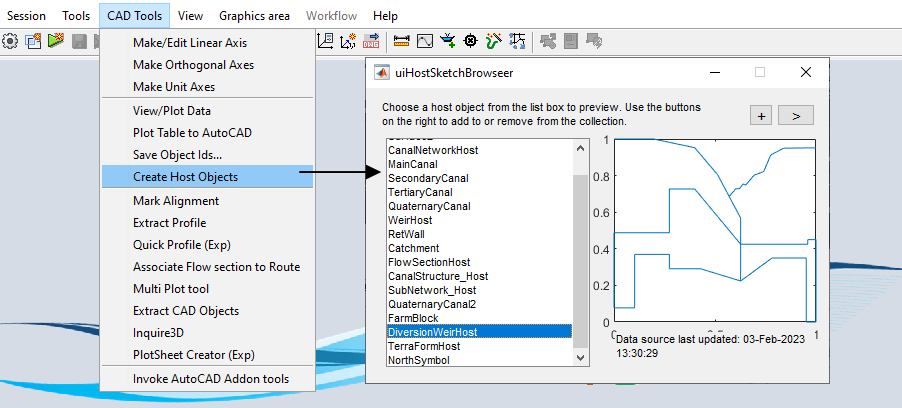 Session Tools CAD Tools View Graphics area Workflow Help
Make/Edit Linear Axis
Make Orthogonal Axes
Make Unit Axes
View/Plot Data
Plot Table to AutoCAD
Save Object Ids...
Create Host Objects
Mark Alignment
Extract Profile
Quick Profile (Exp)
Associate Flow section to Route
Multi Plot tool
Extract CAD Objects
Inquire3D
PlotSheet Creator (Exp)
Invoke AutoCAD Addon tools
uiHostSketchBrowseer
Choose a host object from the list box to preview. Use the buttons
on the right to add to or remove from the collection.
+ >
CanalNetworkHost
MainCanal
SecondaryCanal
TertiaryCanal
QuaternaryCanal
WeirHost
RetWall
Catchment
FlowSectionHost
CanalStructure_Host
SubNetwork_Host
QuaternaryCanal2
FarmBlock
DiversionWeirHost
TerraFormHost
NorthSymbol
1
0.8
0.6
0.4
0.2
0
0 0.5 1
Data source last updated: 03-Feb-2023
13:30:29